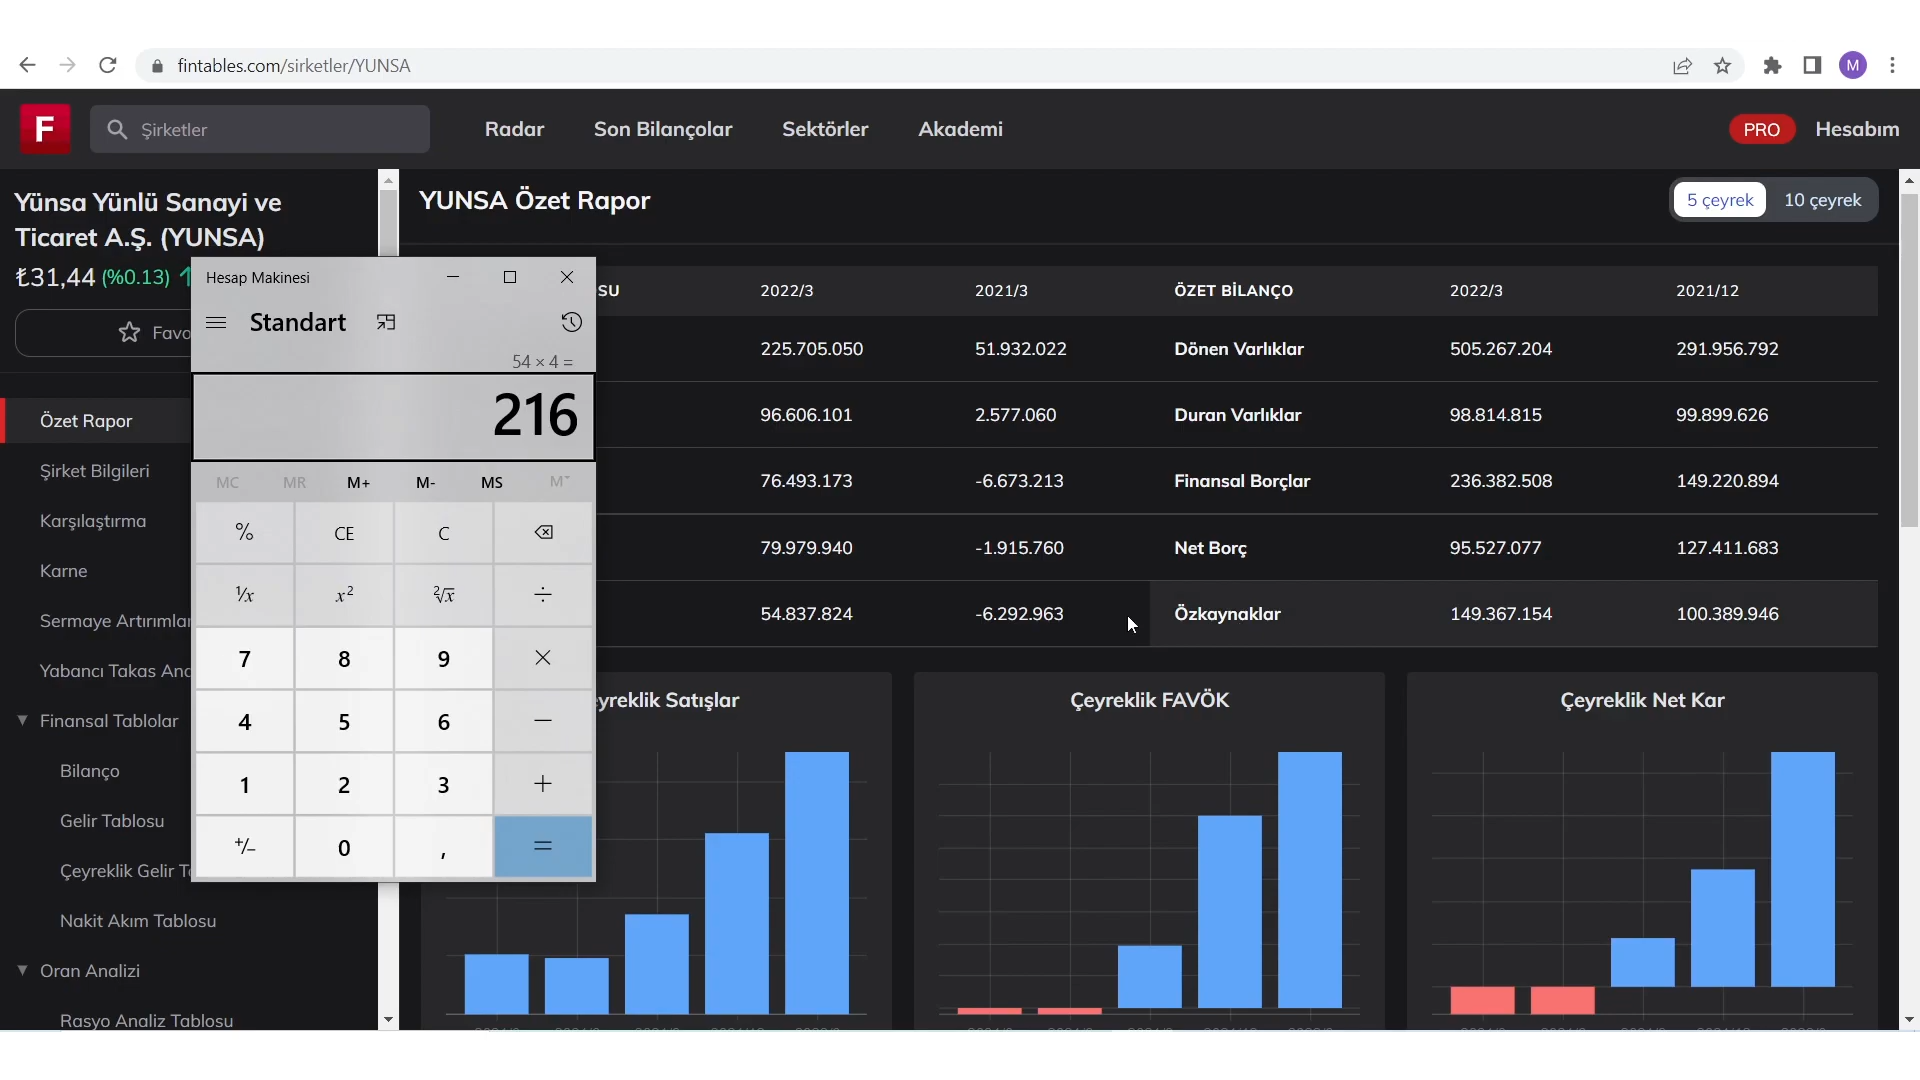 fintables.com/sirketler/YUNSA
M
F
Şirketler
Radar
Son Bilançolar
Sektörler
Akademi
PRO
Hesabım
Yünsa Yünlü Sanayi ve
Ticaret A.Ş. (YUNSA)
₺31,44 (%0.13)
Özet Rapor
Şirket Bilgileri
Karşılaştırma
Karne
Finansal Tablolar
Bilanço
Gelir Tablosu
Çeyreklik Gelir
Nakit Akım Tablosu
Oran Analizi
Rasyo Analiz Tablosu
Hesap Makinesi
Standart
54 × 4 =
216
MC MR M+ M- MS M˅
% CE C
¹/x x² ²√x ÷
7 8 9 ×
4 5 6 −
1 2 3 +
+/− 0 , =
YUNSA Özet Rapor
5 çeyrek
10 çeyrek
SU 2022/3 2021/3 ÖZET BİLANÇO 2022/3 2021/12
225.705.050 51.932.022 Dönen Varlıklar 505.267.204 291.956.792
96.606.101 2.577.060 Duran Varlıklar 98.814.815 99.899.626
76.493.173 -6.673.213 Finansal Borçlar 236.382.508 149.220.894
79.979.940 -1.915.760 Net Borç 95.527.077 127.411.683
54.837.824 -6.292.963 Özkaynaklar 149.367.154 100.389.946
eyreklik Satışlar
Çeyreklik FAVÖK
Çeyreklik Net Kar